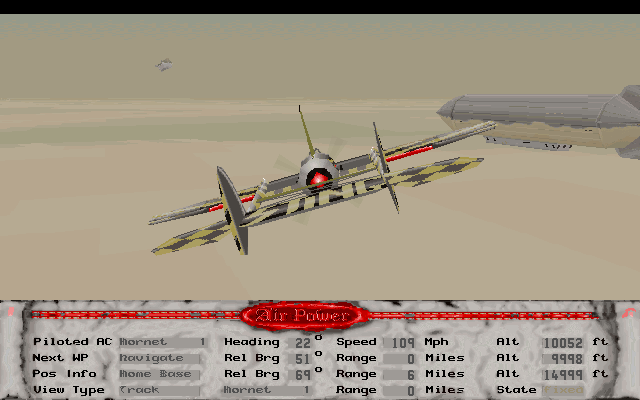 Air Power
Piloted AC Hornet 1 Heading 22° Speed 109 Mph Alt 10052 ft
Next WP Navigate Rel Brg 51° Range 0 Miles Alt 9998 ft
Pos Info Home Base Rel Brg 69° Range 6 Miles Alt 14999 ft
View Type Track Hornet 1 Range 0 Miles State Fixed